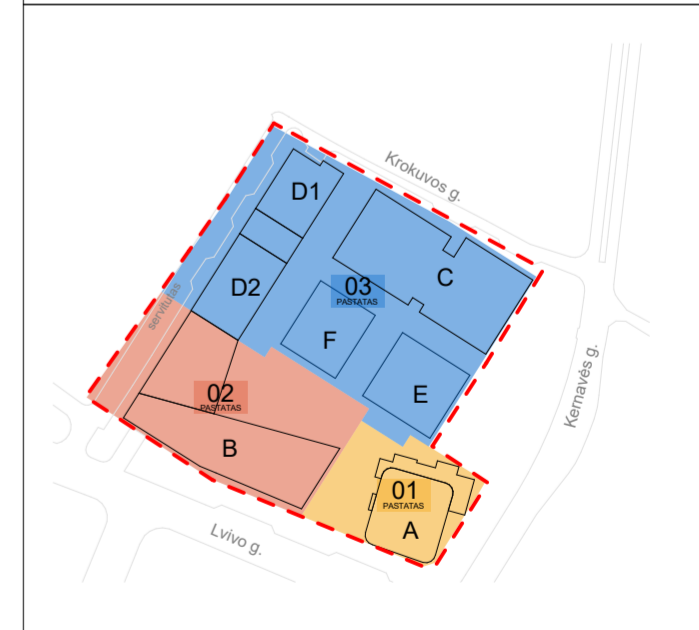 Krokuvos g.
D1
C
D2
03
PASTATAS
servitutas
F
Kernavės g.
E
02
PASTATAS
B
01
PASTATAS
A
Lvivo g.